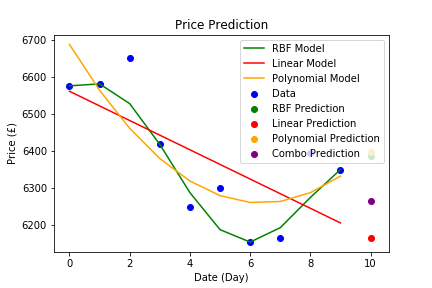 Price Prediction
6700
6600
6500
6400
6300
6200
Price (£)
0
2
4
6
8
10
Date (Day)
RBF Model
Linear Model
Polynomial Model
Data
RBF Prediction
Linear Prediction
Polynomial Prediction
Combo Prediction